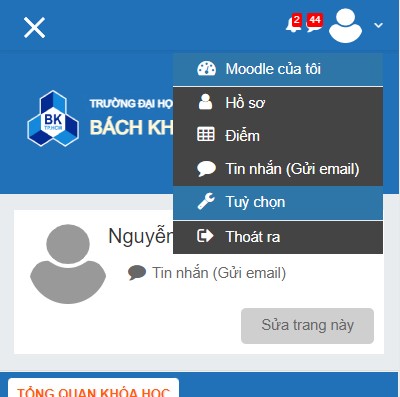 2 44
Moodle của tôi
TRƯỜNG ĐẠI HỌ
Hồ sơ
BK
TP.HCM
BÁCH KH
Điểm
Tin nhắn (Gửi email)
Tuỳ chọn
Thoát ra
Nguyễn
Tin nhắn (Gửi email)
Sửa trang này
TỔNG QUAN KHÓA HỌC